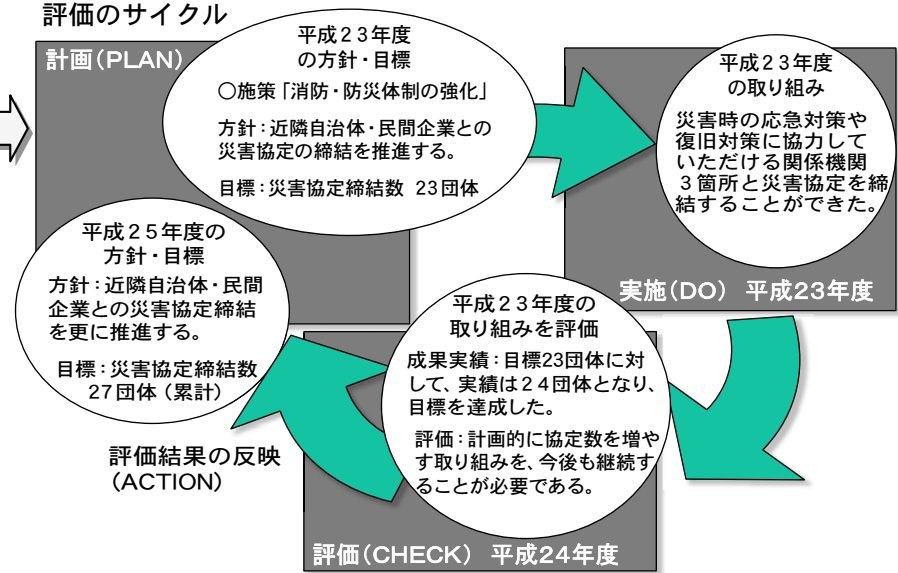 評価のサイクル
計画(PLAN)
平成２３年度
の方針・目標
○施策「消防・防災体制の強化」
方針：近隣自治体・民間企業との
災害協定の締結を推進する。
目標：災害協定締結数 23団体
平成２３年度
の取り組み
災害時の応急対策や
復旧対策に協力して
いただける関係機関
３箇所と災害協定を締
結することができた。
実施(DO) 平成23年度
平成２３年度の
取り組みを評価
成果実績：目標23団体に対
して、実績は２４団体となり、
目標を達成した。
評価：計画的に協定数を増や
す取り組みを、今後も継続す
ることが必要である。
評価(CHECK) 平成24年度
評価結果の反映
(ACTION)
平成２５年度の
方針・目標
方針：近隣自治体・民間
企業との災害協定締結
を更に推進する。
目標：災害協定締結数
27団体（累計）